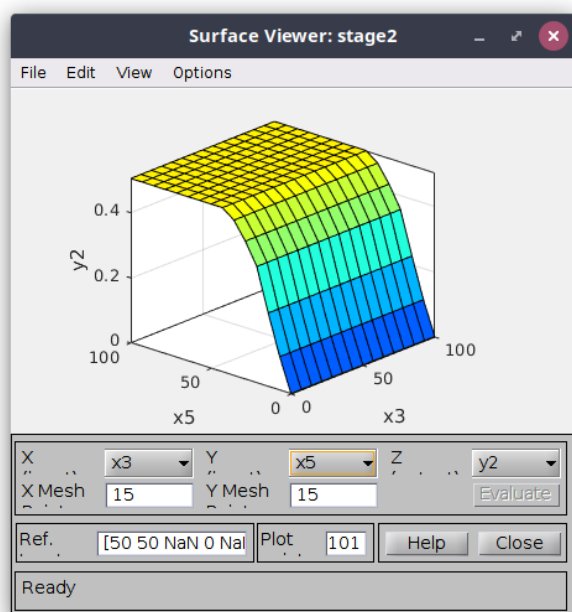 Surface Viewer: stage2
File Edit View Options
0.4
0.2
0
y2
100
50
0
x5
0
50
100
x3
X x3 Y x5 Z y2
X Mesh 15 Y Mesh 15 Evaluate
Ref. [50 50 NaN 0 Nal Plot 101 Help Close
Ready